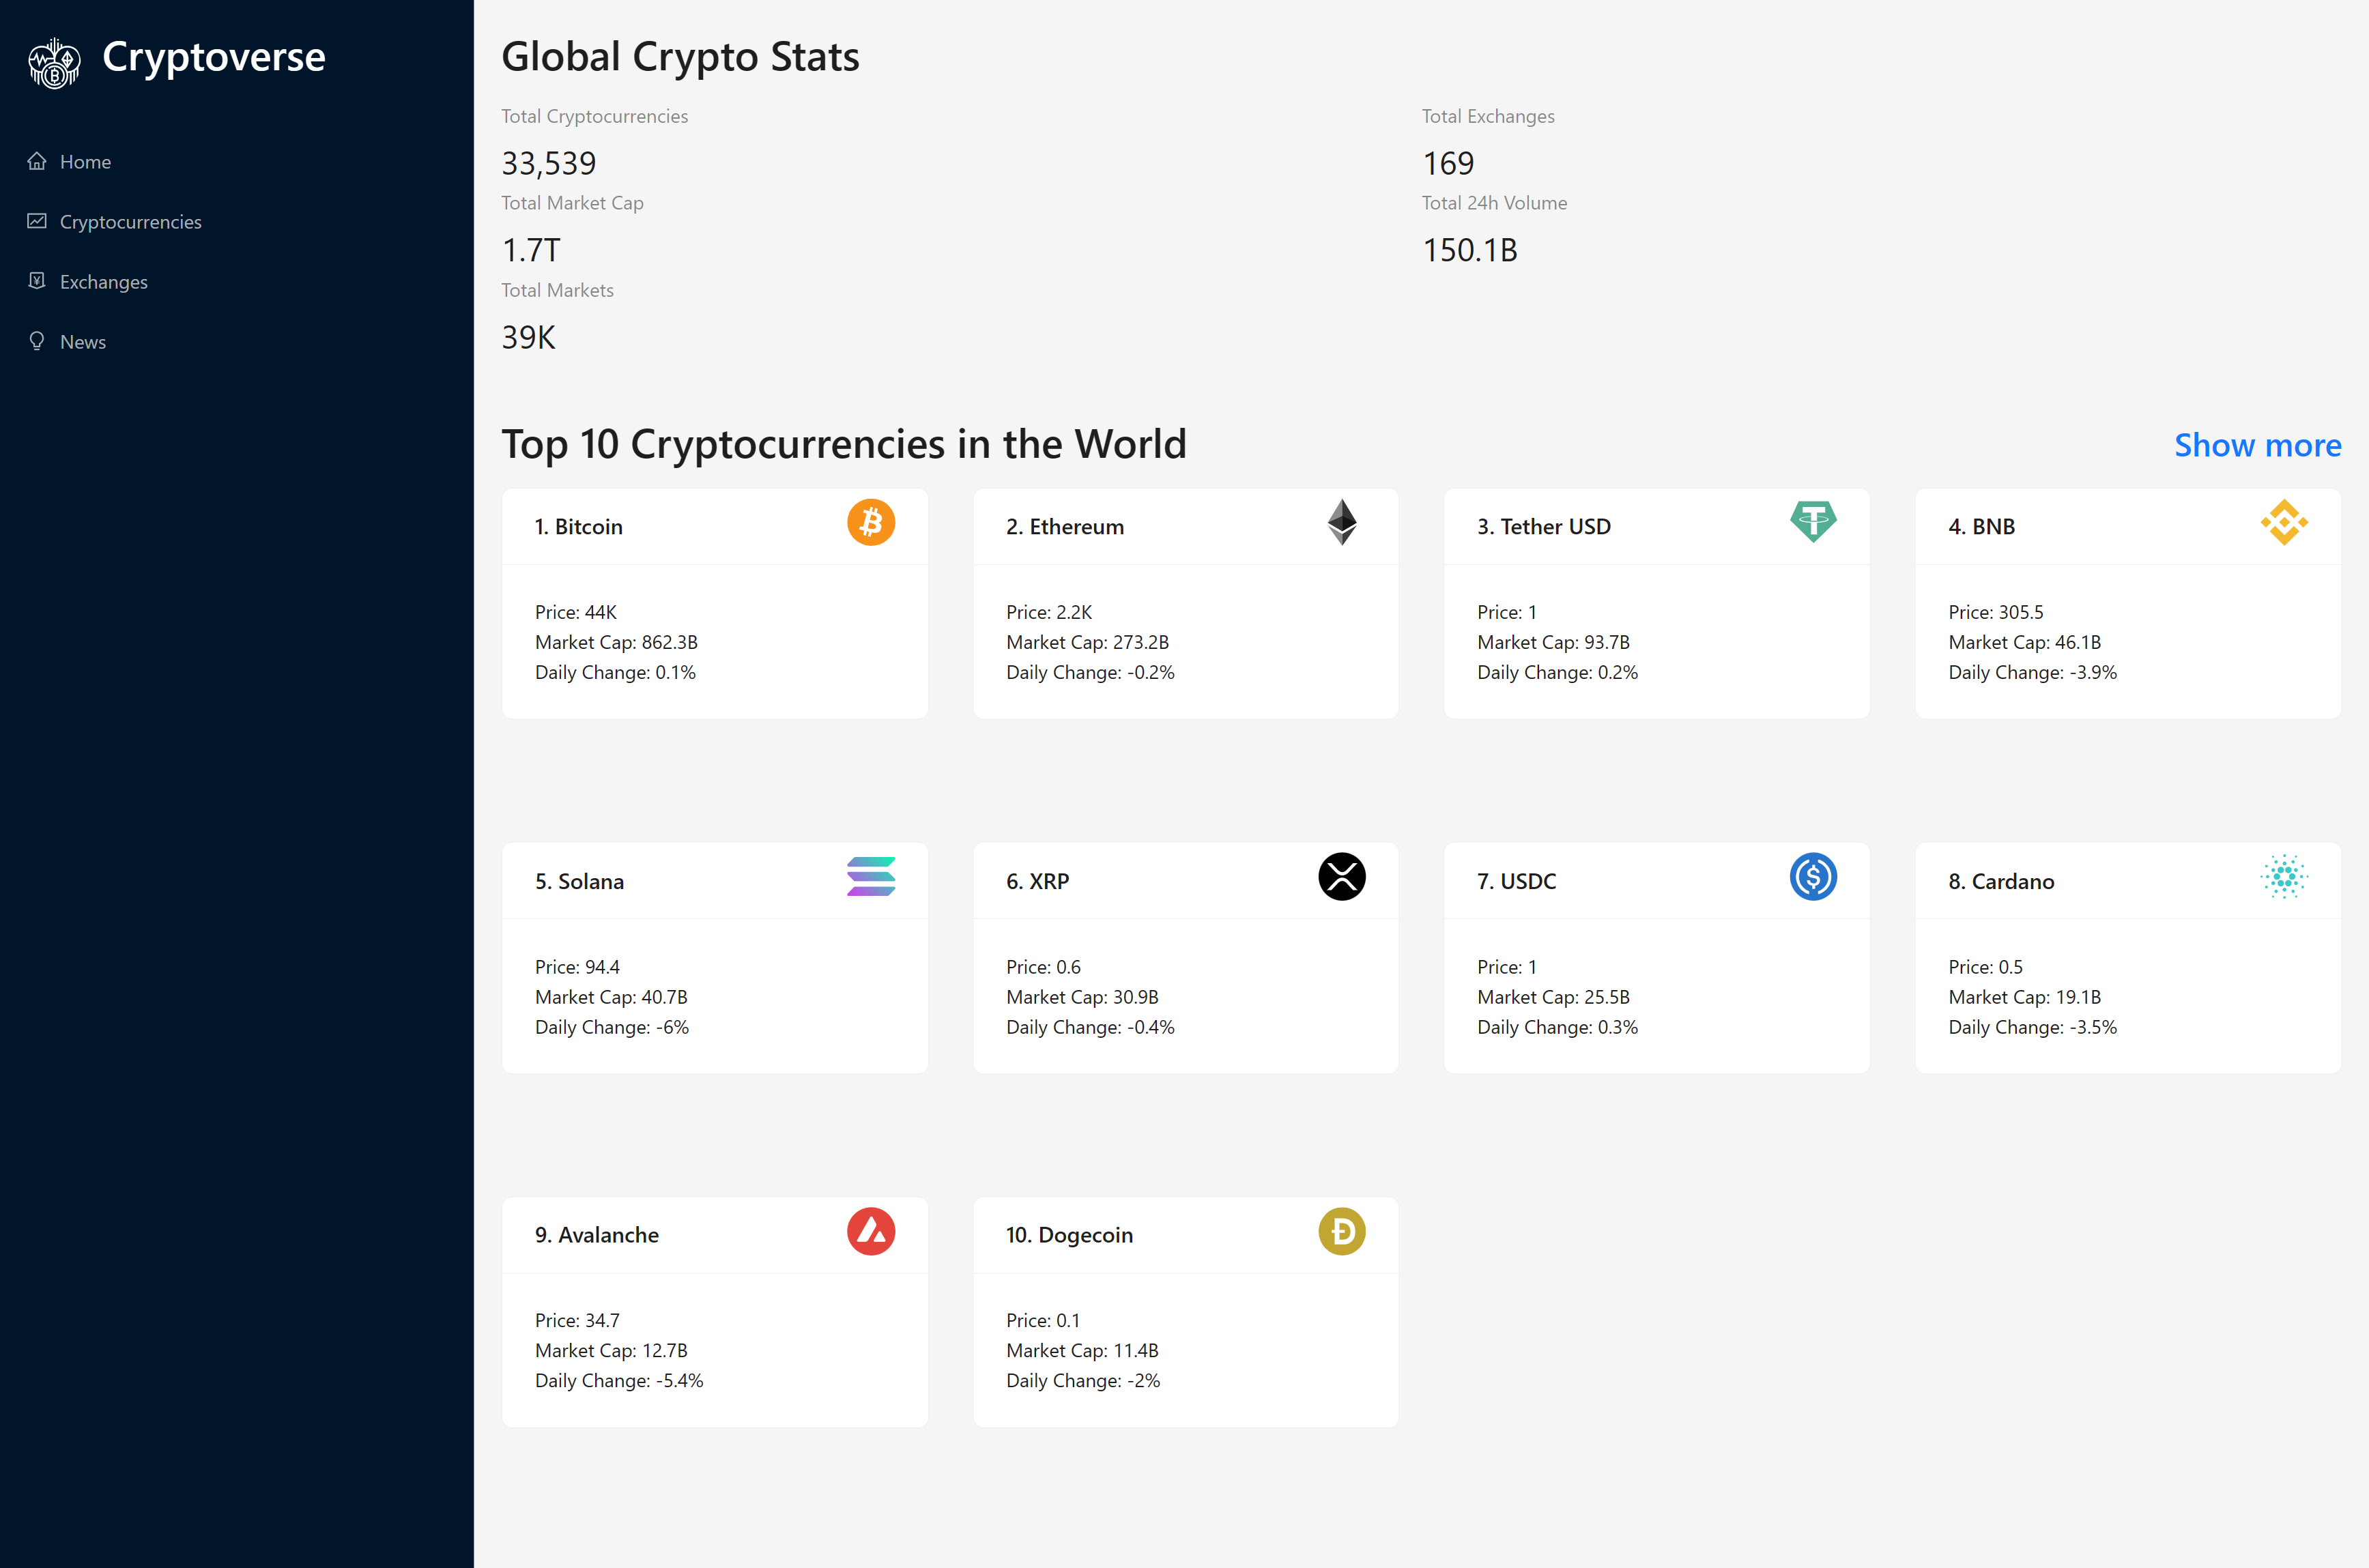 Cryptoverse
Home
Cryptocurrencies
Exchanges
News
Global Crypto Stats
Total Cryptocurrencies
33,539
Total Exchanges
169
Total Market Cap
1.7T
Total 24h Volume
150.1B
Total Markets
39K
Top 10 Cryptocurrencies in the World
Show more
1. Bitcoin
Price: 44K
Market Cap: 862.3B
Daily Change: 0.1%
2. Ethereum
Price: 2.2K
Market Cap: 273.2B
Daily Change: -0.2%
3. Tether USD
Price: 1
Market Cap: 93.7B
Daily Change: 0.2%
4. BNB
Price: 305.5
Market Cap: 46.1B
Daily Change: -3.9%
5. Solana
Price: 94.4
Market Cap: 40.7B
Daily Change: -6%
6. XRP
Price: 0.6
Market Cap: 30.9B
Daily Change: -0.4%
7. USDC
Price: 1
Market Cap: 25.5B
Daily Change: 0.3%
8. Cardano
Price: 0.5
Market Cap: 19.1B
Daily Change: -3.5%
9. Avalanche
Price: 34.7
Market Cap: 12.7B
Daily Change: -5.4%
10. Dogecoin
Price: 0.1
Market Cap: 11.4B
Daily Change: -2%